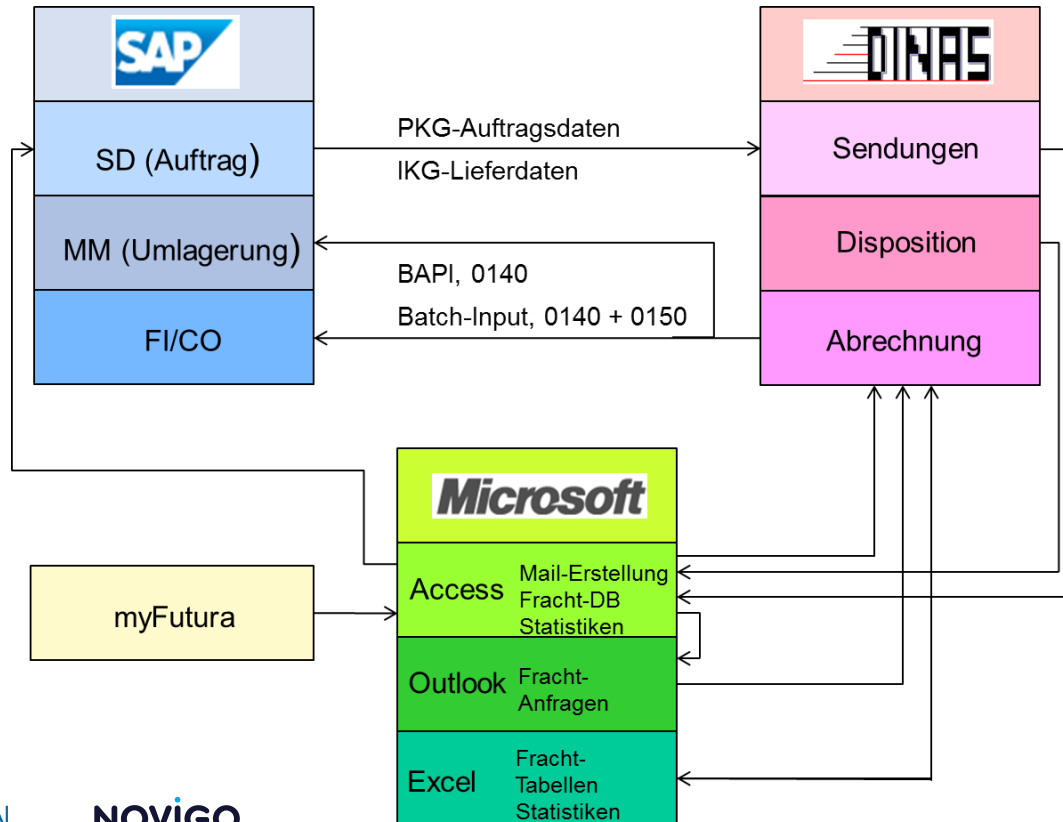 SAP
SD (Auftrag)
MM (Umlagerung)
FI/CO
PKG-Auftragsdaten
IKG-Lieferdaten
BAPI, 0140
Batch-Input, 0140 + 0150
DINAS
Sendungen
Disposition
Abrechnung
myFutura
Microsoft
Access
Mail-Erstellung
Fracht-DB
Statistiken
Outlook
Fracht-
Anfragen
Excel
Fracht-
Tabellen
Statistiken
NOVIGO